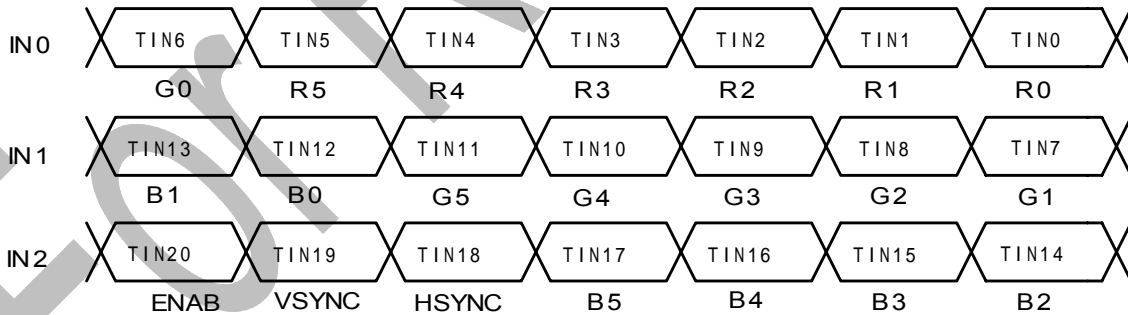 IN0 TIN6 TIN5 TIN4 TIN3 TIN2 TIN1 TIN0
G0 R5 R4 R3 R2 R1 R0
IN1 TIN13 TIN12 TIN11 TIN10 TIN9 TIN8 TIN7
B1 B0 G5 G4 G3 G2 G1
IN2 TIN20 TIN19 TIN18 TIN17 TIN16 TIN15 TIN14
ENAB VSYNC HSYNC B5 B4 B3 B2
For